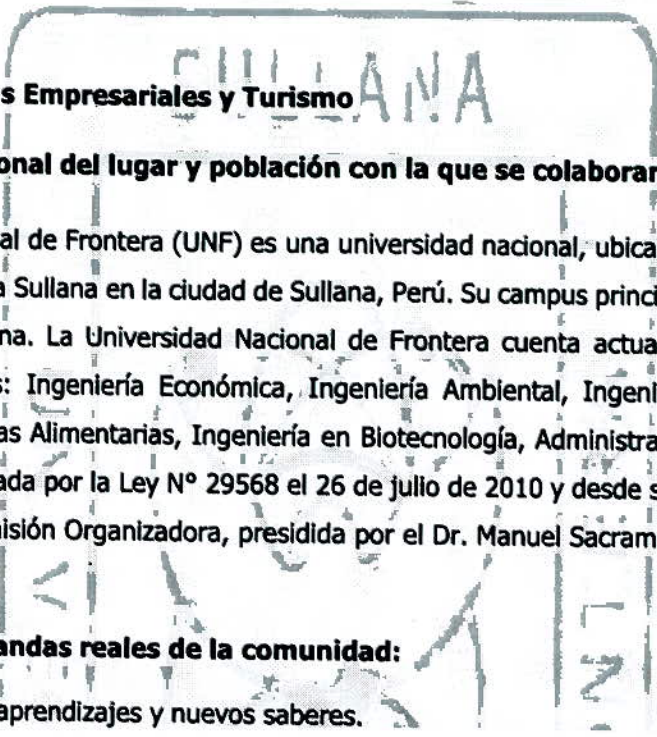 s Empresariales y Turismo
SULLANA
onal del lugar y población con la que se colaborar
al de Frontera (UNF) es una universidad nacional, ubica
a Sullana en la ciudad de Sullana, Perú. Su campus princi
na. La Universidad Nacional de Frontera cuenta actua
s: Ingeniería Económica, Ingeniería Ambiental, Ingeni
as Alimentarias, Ingeniería en Biotecnología, Administra
ada por la Ley Nº 29568 el 26 de julio de 2010 y desde s
isión Organizadora, presidida por el Dr. Manuel Sacram
andas reales de la comunidad:
aprendizajes y nuevos saberes.